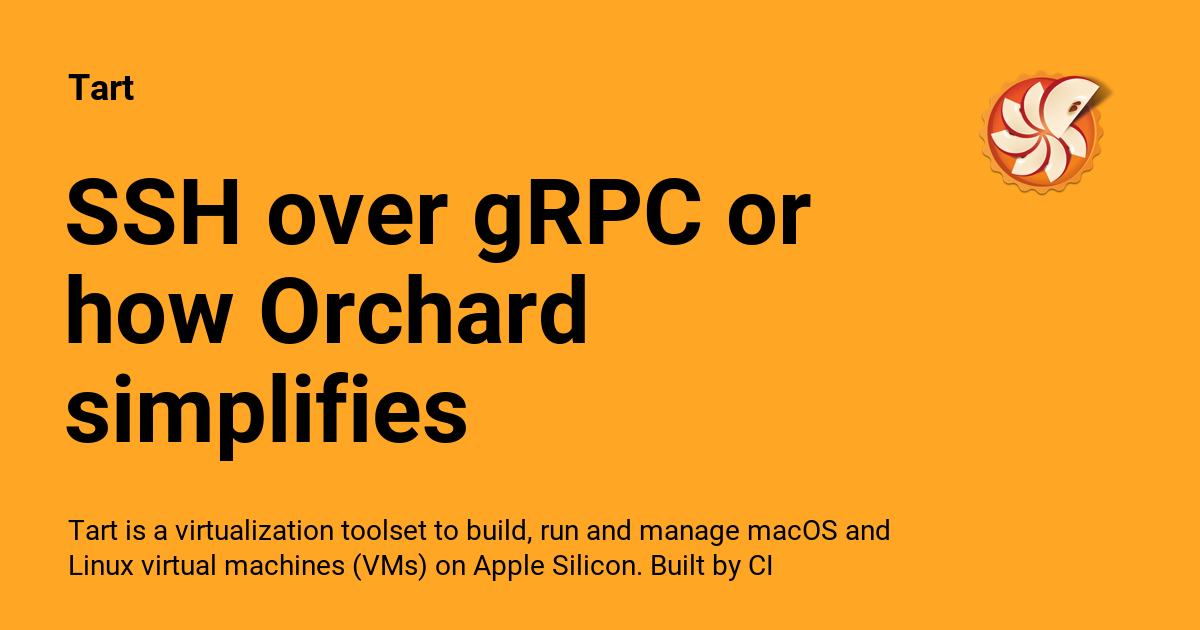 Tart
SSH over gRPC or
how Orchard
simplifies
Tart is a virtualization toolset to build, run and manage macOS and
Linux virtual machines (VMs) on Apple Silicon. Built by CI